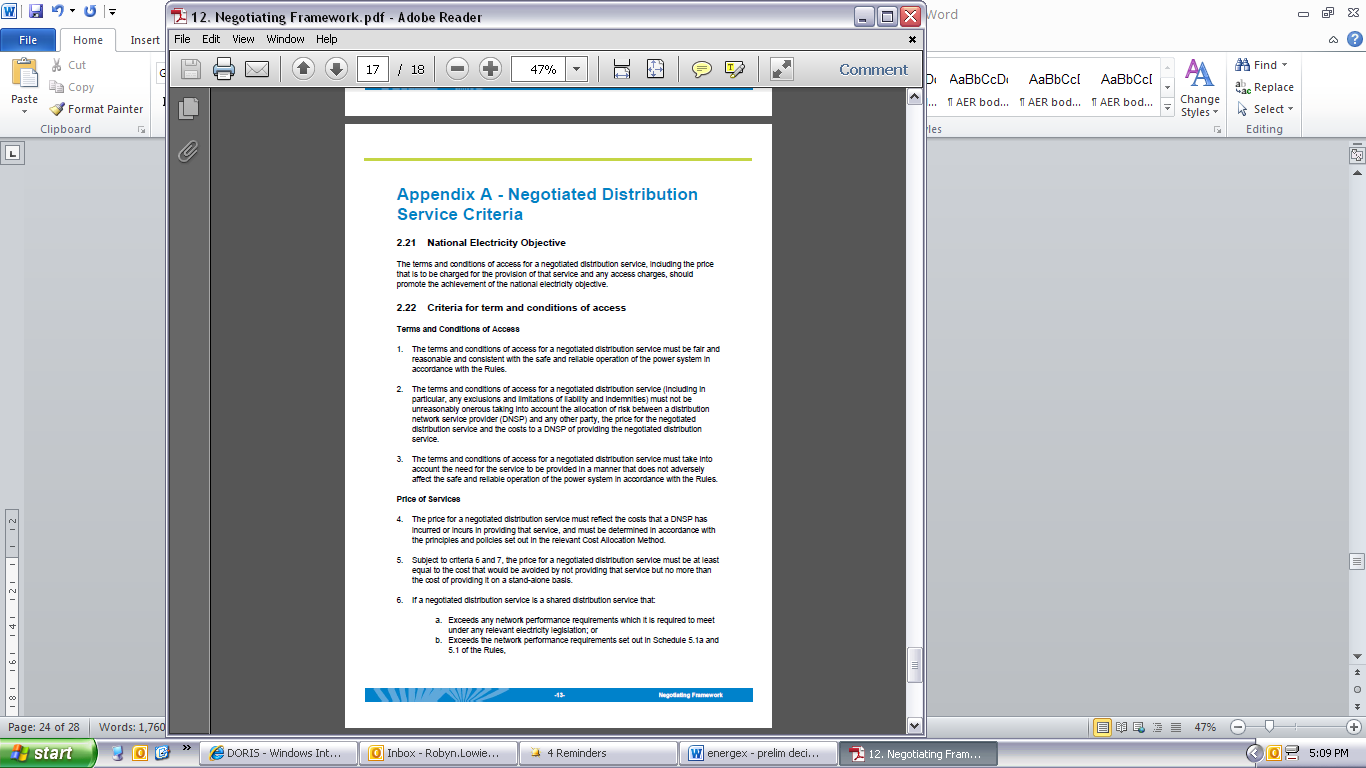 12. Negotiating Framework.pdf - Adobe Reader
Word
File
Home
Insert
File Edit View Window Help
Cut
Copy
Format Painter
Paste
Clipboard
17 / 18
47%
Comment
AaBbCcDc AaBbCcI AaBbCcI
¶ AER bod... ¶ AER bod... ¶ AER bod...
Change
Styles
Find
Replace
Select
Editing
Appendix A - Negotiated Distribution
Service Criteria
2.21 National Electricity Objective
The terms and conditions of access for a negotiated distribution service, including the price
that is to be charged for the provision of that service and any access charges, should
promote the achievement of the national electricity objective.
2.22 Criteria for term and conditions of access
Terms and Conditions of Access
1. The terms and conditions of access for a negotiated distribution service must be fair and
reasonable and consistent with the safe and reliable operation of the power system in
accordance with the Rules.
2. The terms and conditions of access for a negotiated distribution service (including in
particular, any exclusions and limitations of liability and indemnities) must not be
unreasonably onerous taking into account the allocation of risk between a distribution
network service provider (DNSP) and any other party, the price for the negotiated
distribution service and the costs to a DNSP of providing the negotiated distribution
service.
3. The terms and conditions of access for a negotiated distribution service must take into
account the need for the service to be provided in a manner that does not adversely
affect the safe and reliable operation of the power system in accordance with the Rules.
Price of Services
4. The price for a negotiated distribution service must reflect the costs that a DNSP has
incurred or incurs in providing that service, and must be determined in accordance with
the principles and policies set out in the relevant Cost Allocation Method.
5. Subject to criteria 6 and 7, the price for a negotiated distribution service must be at least
equal to the cost that would be avoided by not providing that service but no more than
the cost of providing it on a stand-alone basis.
6. If a negotiated distribution service is a shared distribution service that:
a. Exceeds any network performance requirements which it is required to meet
under any relevant electricity legislation; or
b. Exceeds the network performance requirements set out in Schedule 5.1a and
5.1 of the Rules,
-13-
Negotiating Framework
Page: 24 of 28
Words: 1,760
47%
start
DORIS - Windows Int...
Inbox - Robyn.Lowie...
4 Reminders
energex - prelim deci...
12. Negotiating Fram...
5:09 PM